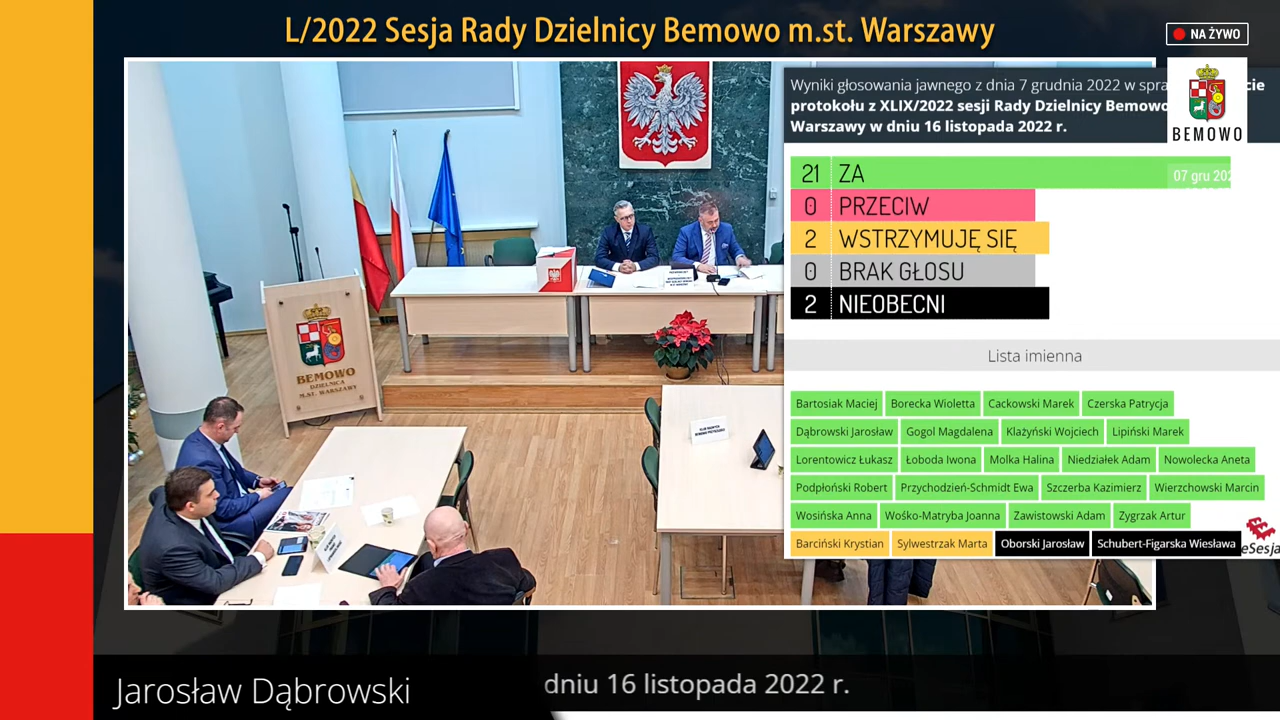 L/2022 Sesja Rady Dzielnicy Bemowo m.st. Warszawy
NA ŻYWO
Wyniki głosowania jawnego z dnia 7 grudnia 2022 w spra
cie
protokołu z XLIX/2022 sesji Rady Dzielnicy Bemowo
Warszawy w dniu 16 listopada 2022 r.
BEMOWO
21 ZA
07 gru 202
0 PRZECIW
2 WSTRZYMUJĘ SIĘ
0 BRAK GŁOSU
2 NIEOBECNI
Lista imienna
Bartosiak Maciej Borecka Wioletta Cackowski Marek Czerska Patrycja
Dąbrowski Jarosław Gogol Magdalena Klażyński Wojciech Lipiński Marek
Lorentowicz Łukasz Łoboda Iwona Molka Halina Niedziałek Adam Nowolecka Aneta
Podpłoński Robert Przychodzień-Schmidt Ewa Szczerba Kazimierz Wierzchowski Marcin
Wosińska Anna Wośko-Matryba Joanna Zawistowski Adam Zygrzak Artur
Barciński Krystian Sylwestrzak Marta Oborski Jarosław Schubert-Figarska Wiesława
eSesja
BEMOWO
DZIELNICA
M.ST. WARSZAWY
Jarosław Dąbrowski
dniu 16 listopada 2022 r.